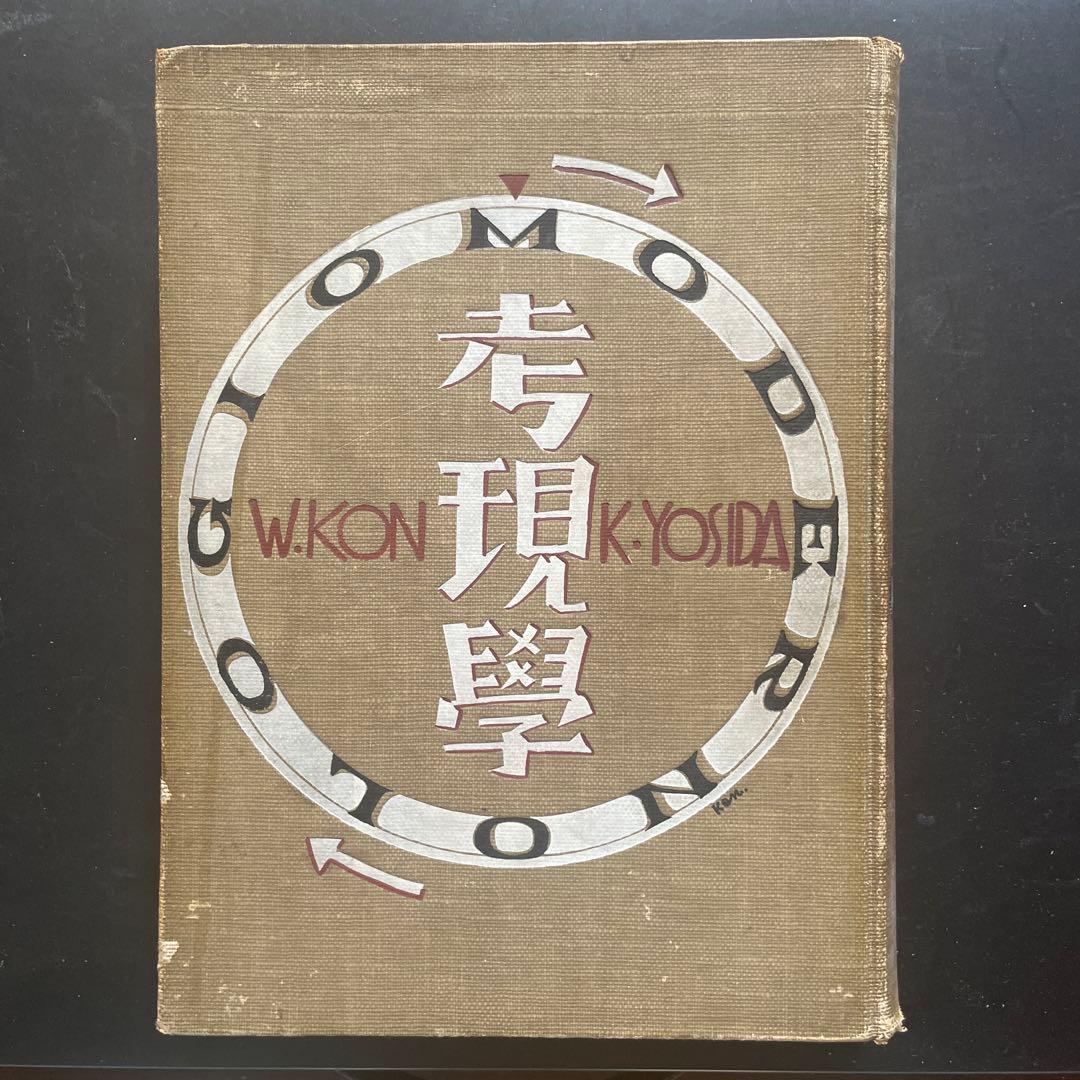 MODERNOLOGIO
考現學
W.KON K.YOSIDA
Kon.